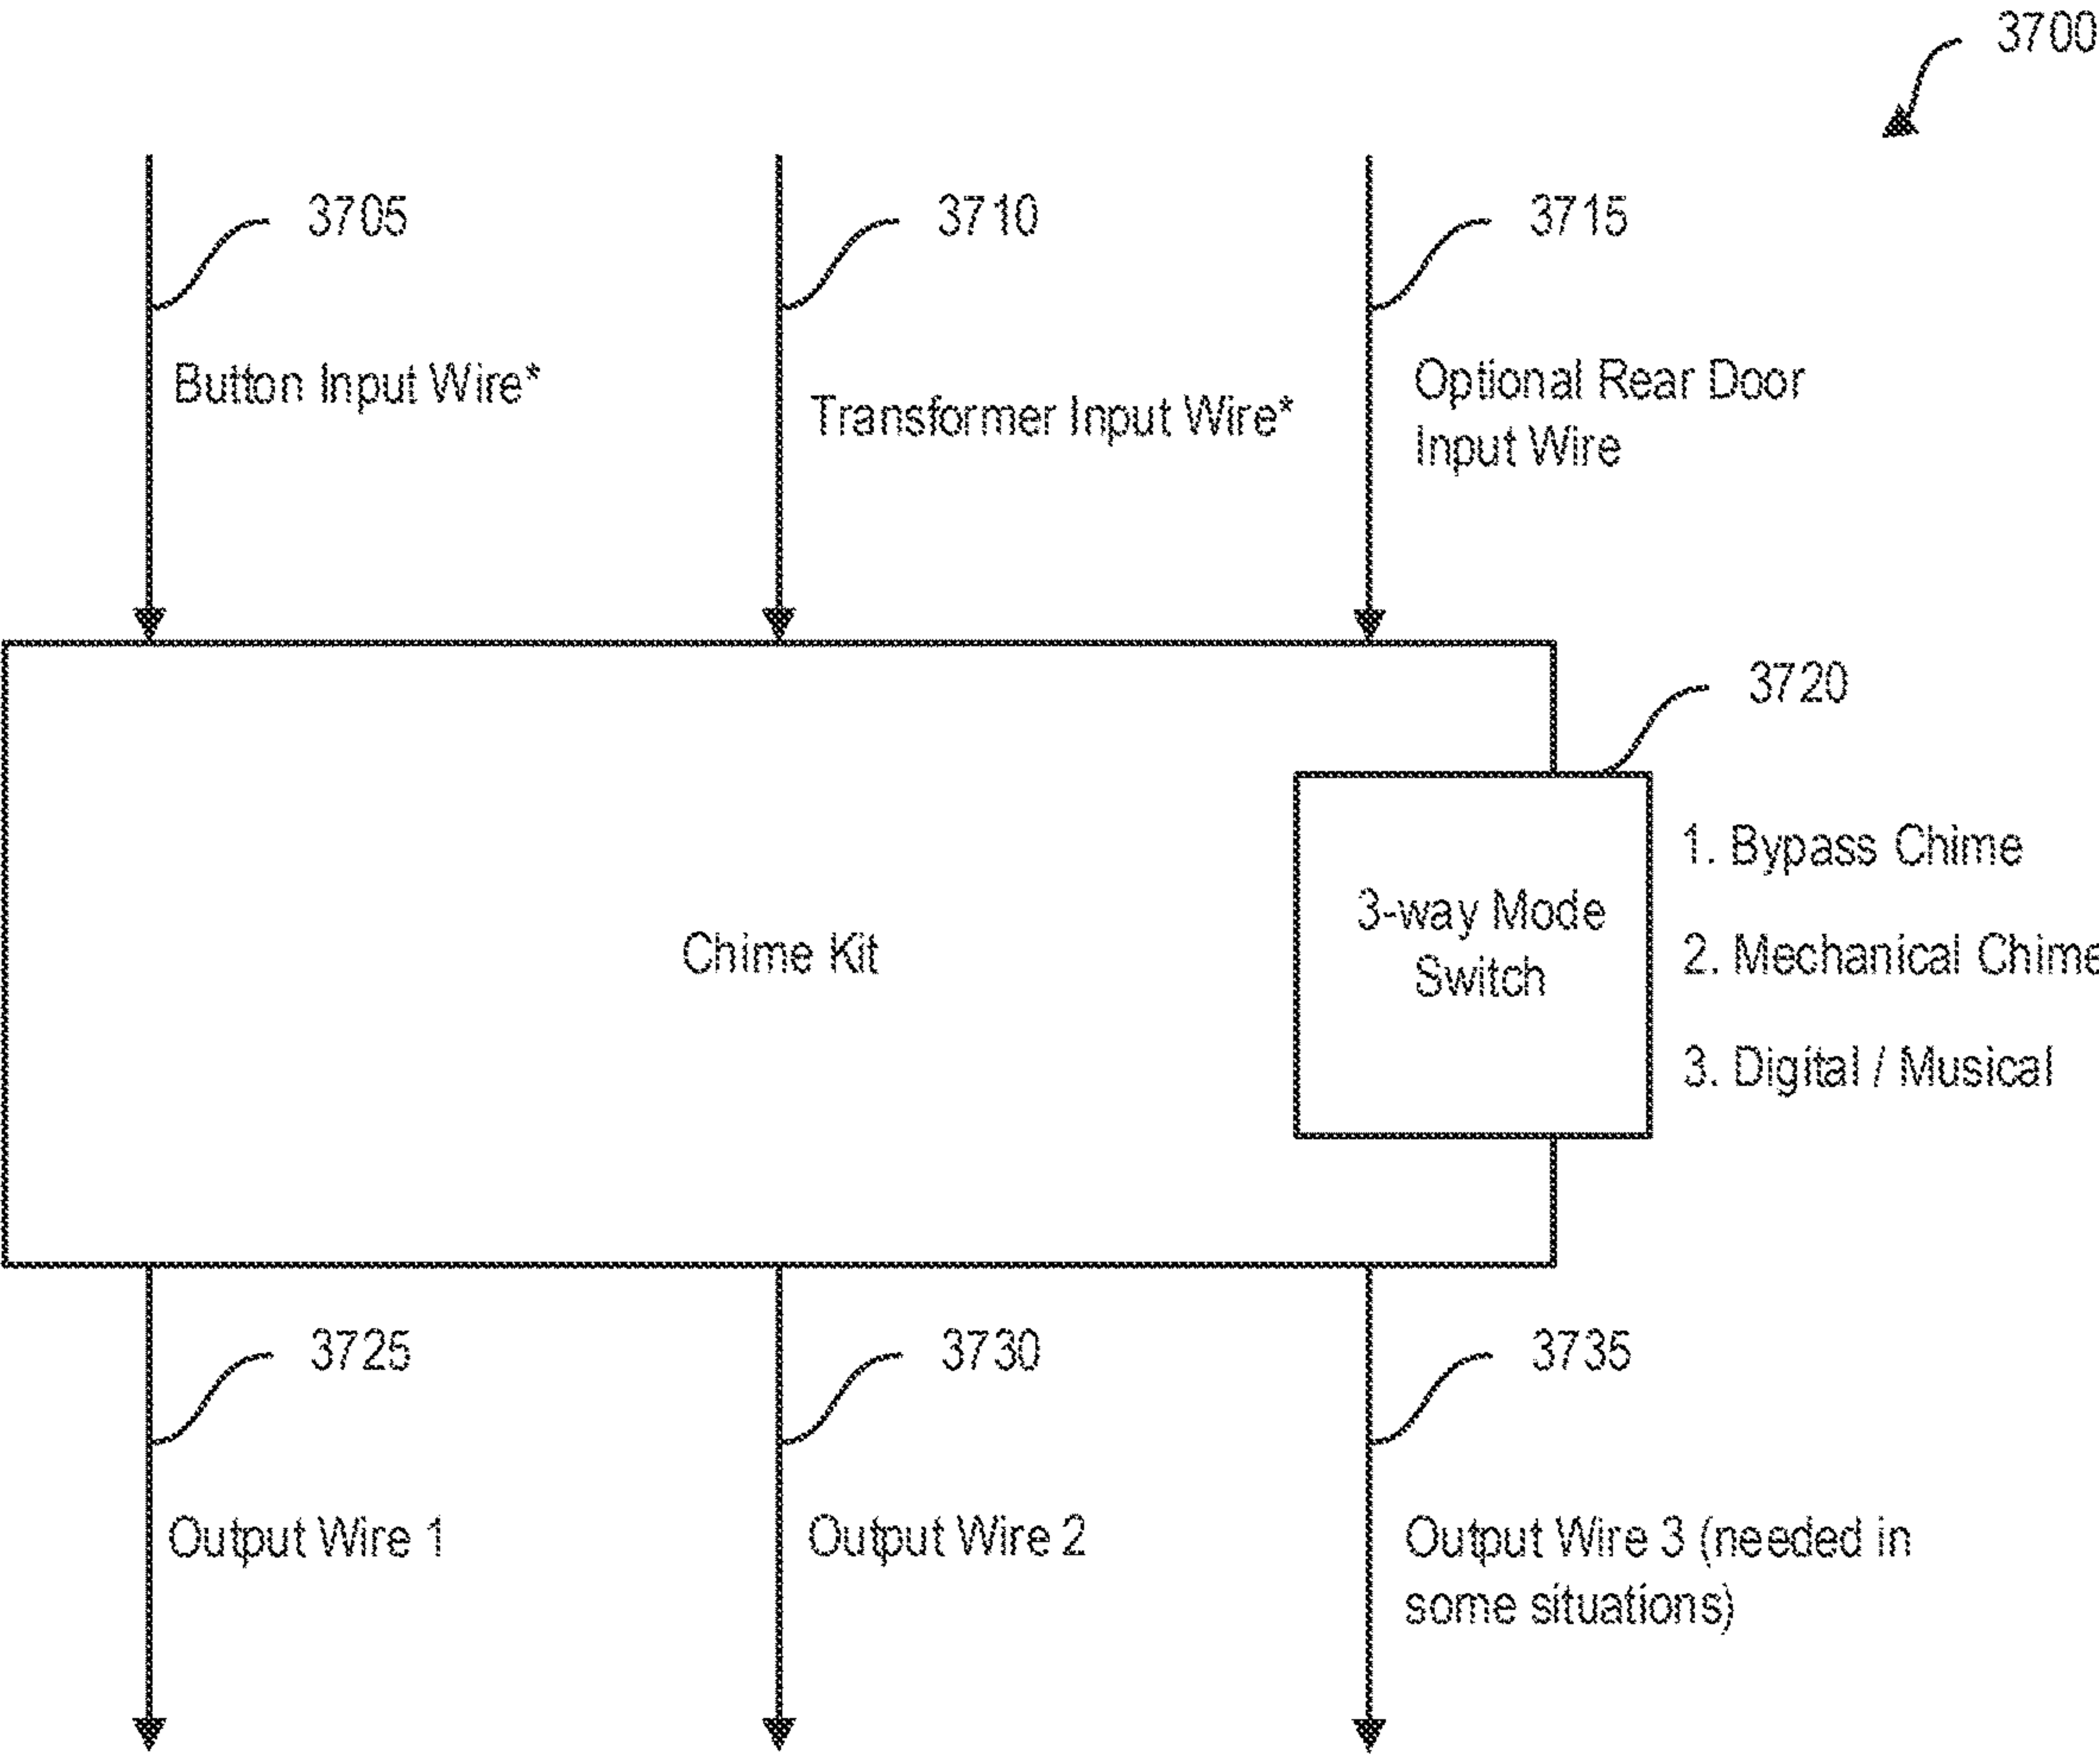 3700
3705
3710
3715
Button Input Wire*
Transformer Input Wire*
Optional Rear Door
Input Wire
3720
Chime Kit
3-way Mode
Switch
1. Bypass Chime
2. Mechanical Chime
3. Digital / Musical
3725
3730
3735
Output Wire 1
Output Wire 2
Output Wire 3 (needed in
some situations)